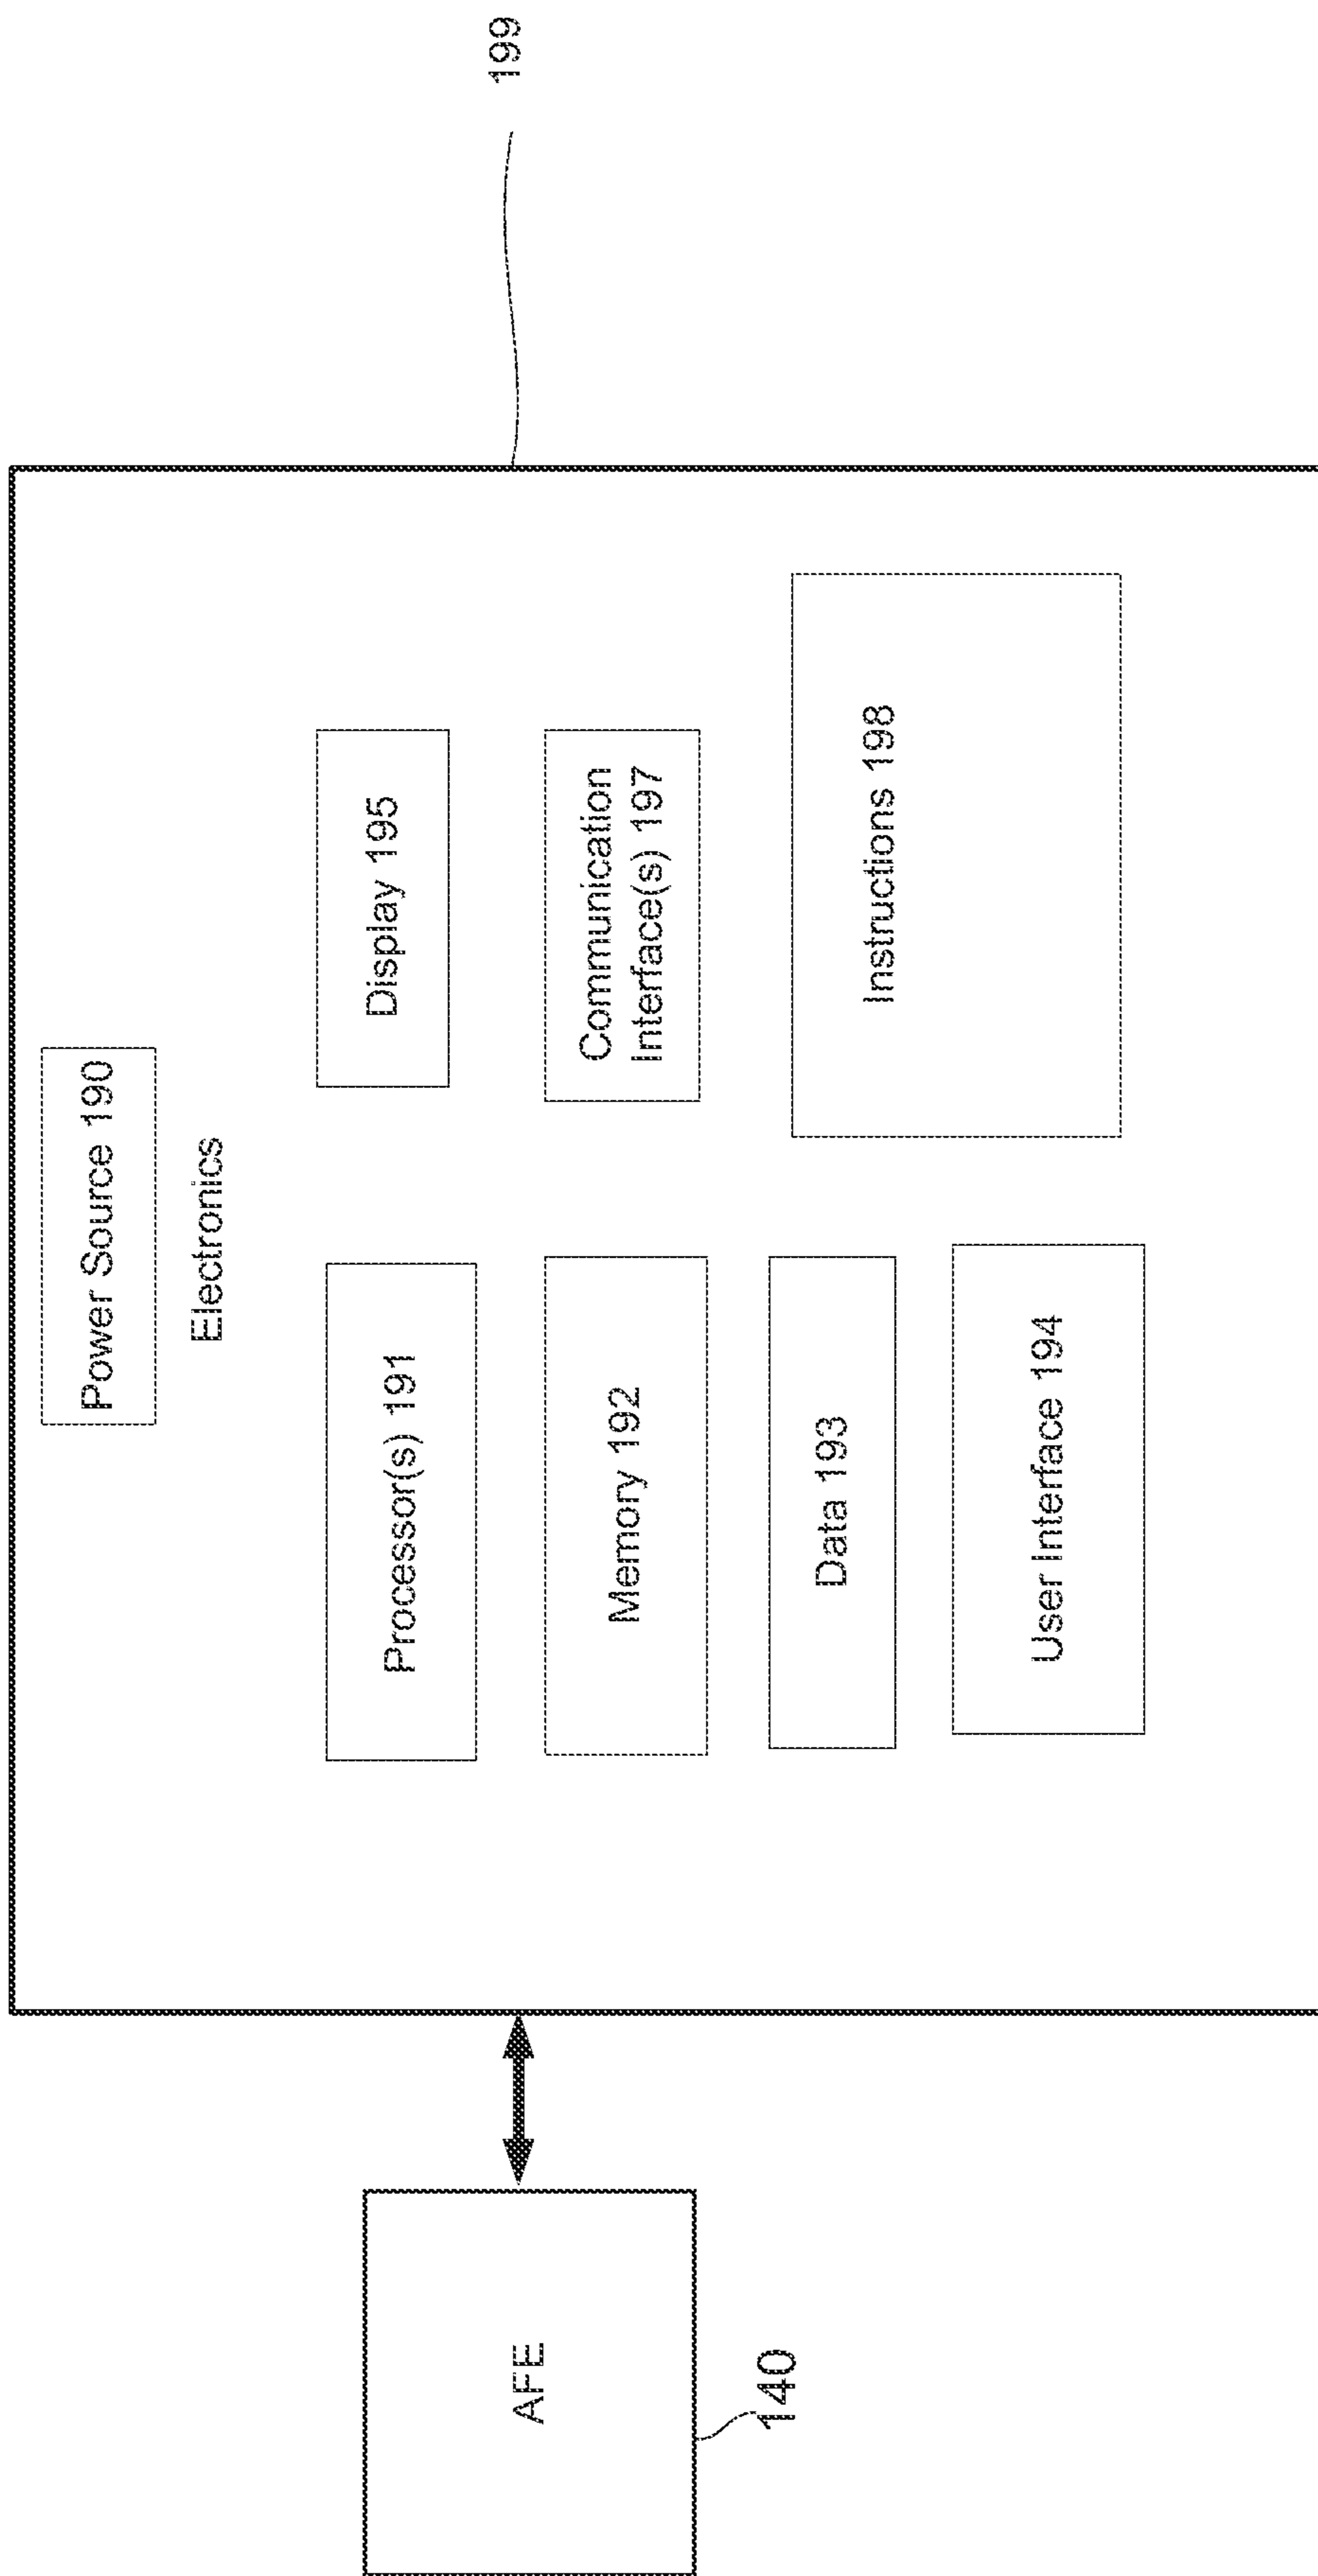 Power Source 190
Electronics
Processor(s) 191
Display 195
Memory 192
Communication
Interface(s) 197
Data 193
Instructions 198
User Interface 194
AFE
140
199